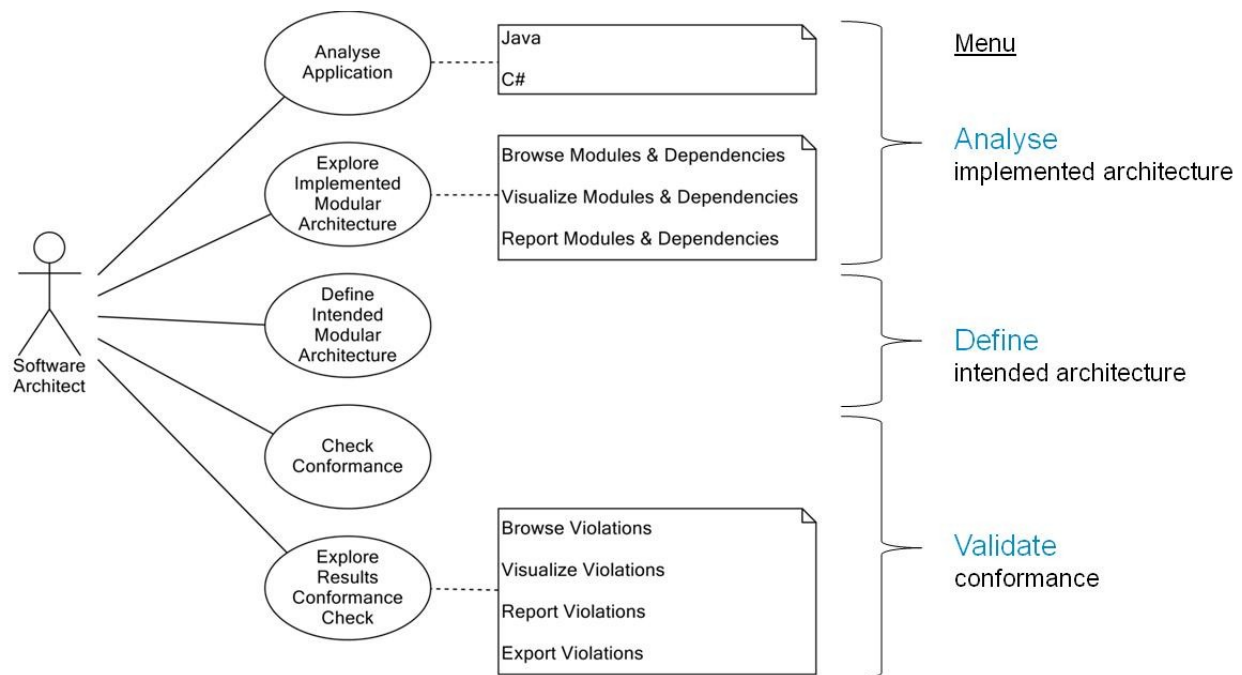 Analyse
Application
Java
C#
Menu
Analyse
implemented architecture
Explore
Implemented
Modular
Architecture
Browse Modules & Dependencies
Visualize Modules & Dependencies
Report Modules & Dependencies
Software
Architect
Define
Intended
Modular
Architecture
Define
intended architecture
Check
Conformance
Explore
Results
Conformance
Check
Browse Violations
Visualize Violations
Report Violations
Export Violations
Validate
conformance